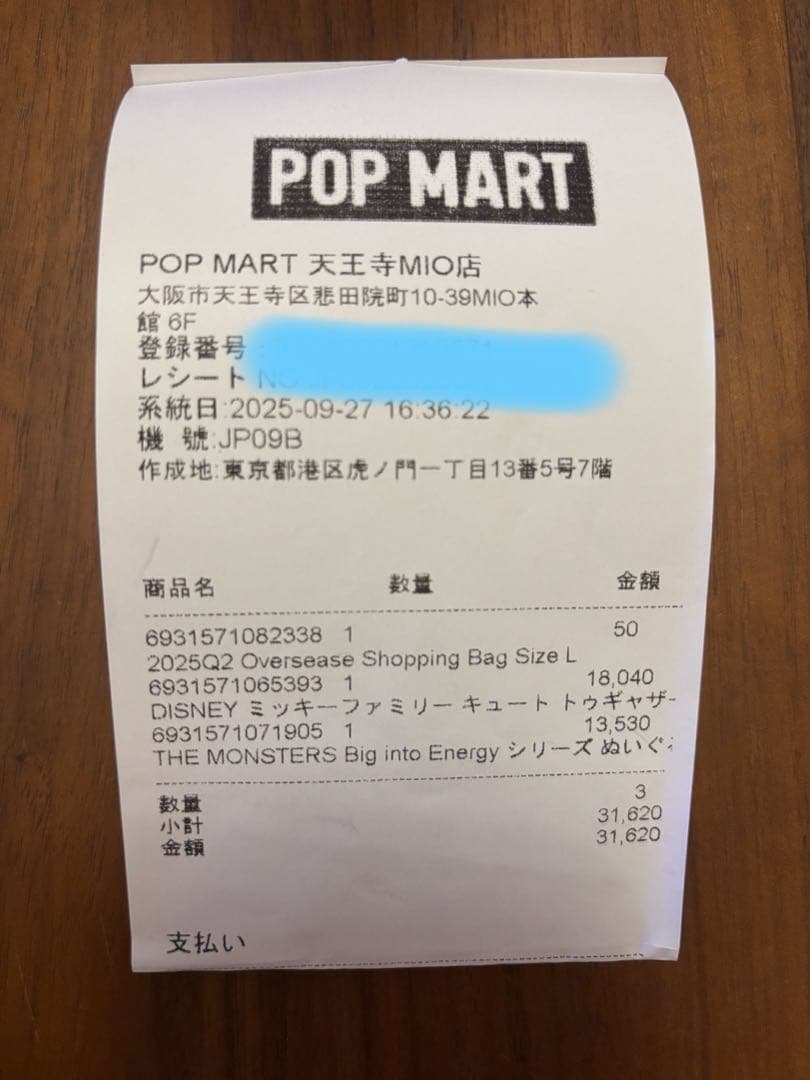 POP MART
POP MART 天王寺MIO店
大阪市天王寺区悲田院町10-39MIO本
館 6F
登録番号
レシート NO
系統日:2025-09-27 16:36:22
機 號:JP09B
作成地:東京都港区虎ノ門一丁目13番5号7階
商品名 数量 金額
6931571082338 1 50
2025Q2 Oversease Shopping Bag Size L
6931571065393 1 18,040
DISNEY ミッキーファミリー キュート トゥギャザー
6931571071905 1 13,530
THE MONSTERS Big into Energy シリーズ ぬいぐ
数量 3
小計 31,620
金額 31,620
支払い